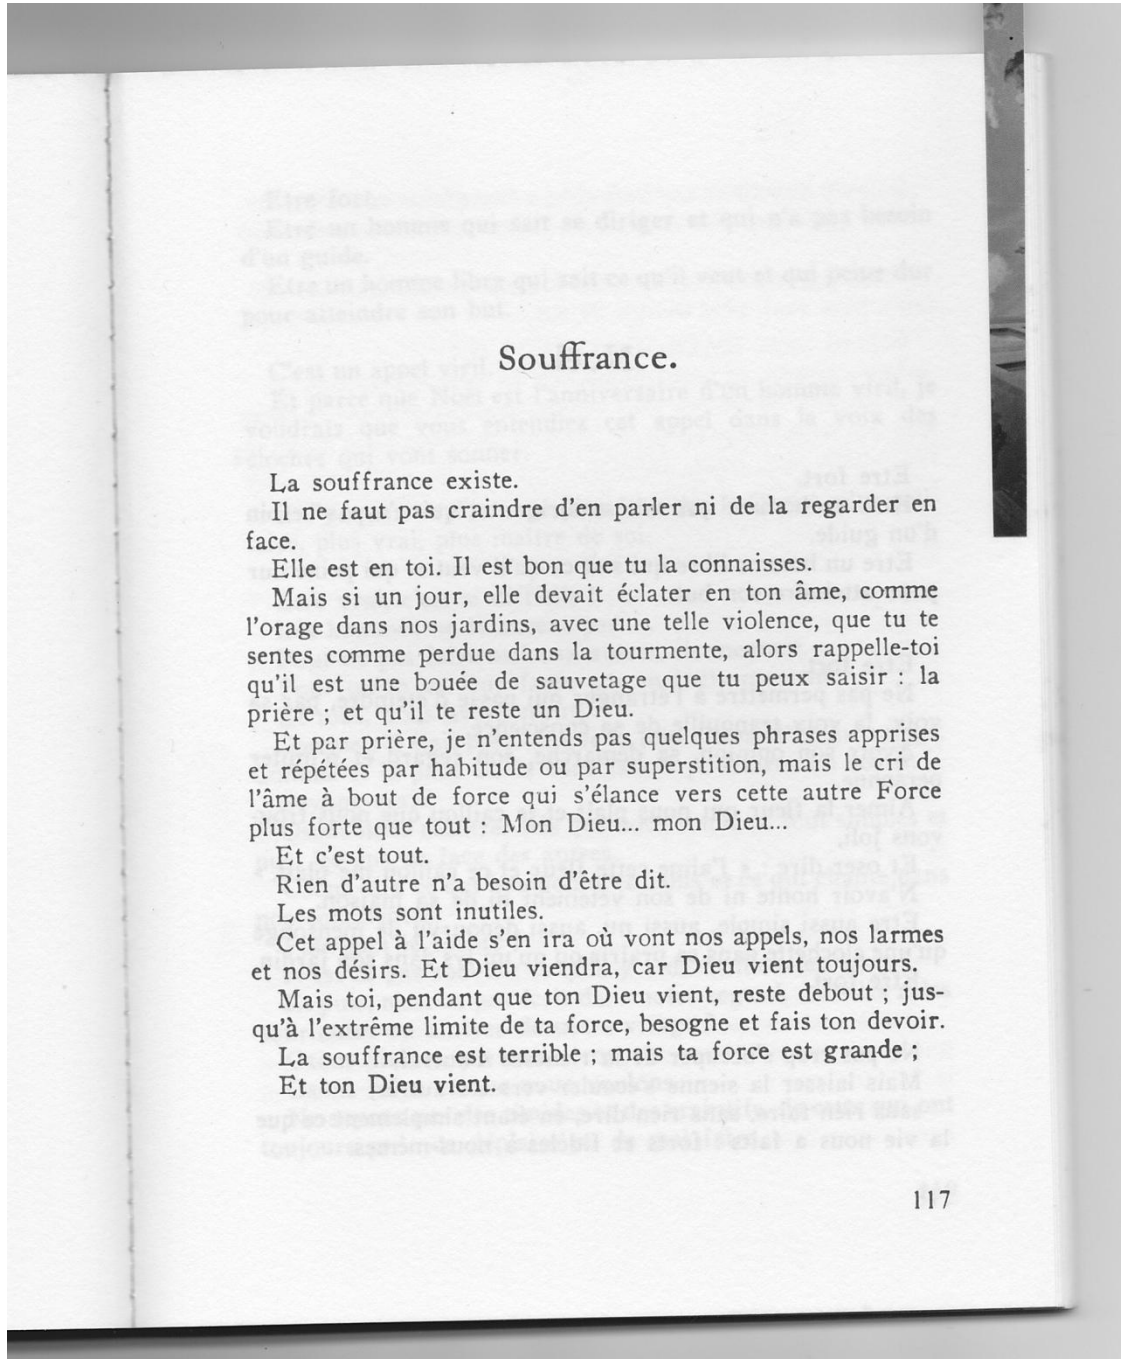 Souffrance.
La souffrance existe.
Il ne faut pas craindre d'en parler ni de la regarder en
face.
Elle est en toi. Il est bon que tu la connaisses.
Mais si un jour, elle devait éclater en ton âme, comme
l'orage dans nos jardins, avec une telle violence, que tu te
sentes comme perdue dans la tourmente, alors rappelle-toi
qu'il est une bouée de sauvetage que tu peux saisir : la
prière ; et qu'il te reste un Dieu.
Et par prière, je n'entends pas quelques phrases apprises
et répétées par habitude ou par superstition, mais le cri de
l'âme à bout de force qui s'élance vers cette autre Force
plus forte que tout : Mon Dieu... mon Dieu...
Et c'est tout.
Rien d'autre n'a besoin d'être dit.
Les mots sont inutiles.
Cet appel à l'aide s'en ira où vont nos appels, nos larmes
et nos désirs. Et Dieu viendra, car Dieu vient toujours.
Mais toi, pendant que ton Dieu vient, reste debout ; jus-
qu'à l'extrême limite de ta force, besogne et fais ton devoir.
La souffrance est terrible ; mais ta force est grande ;
Et ton Dieu vient.
117